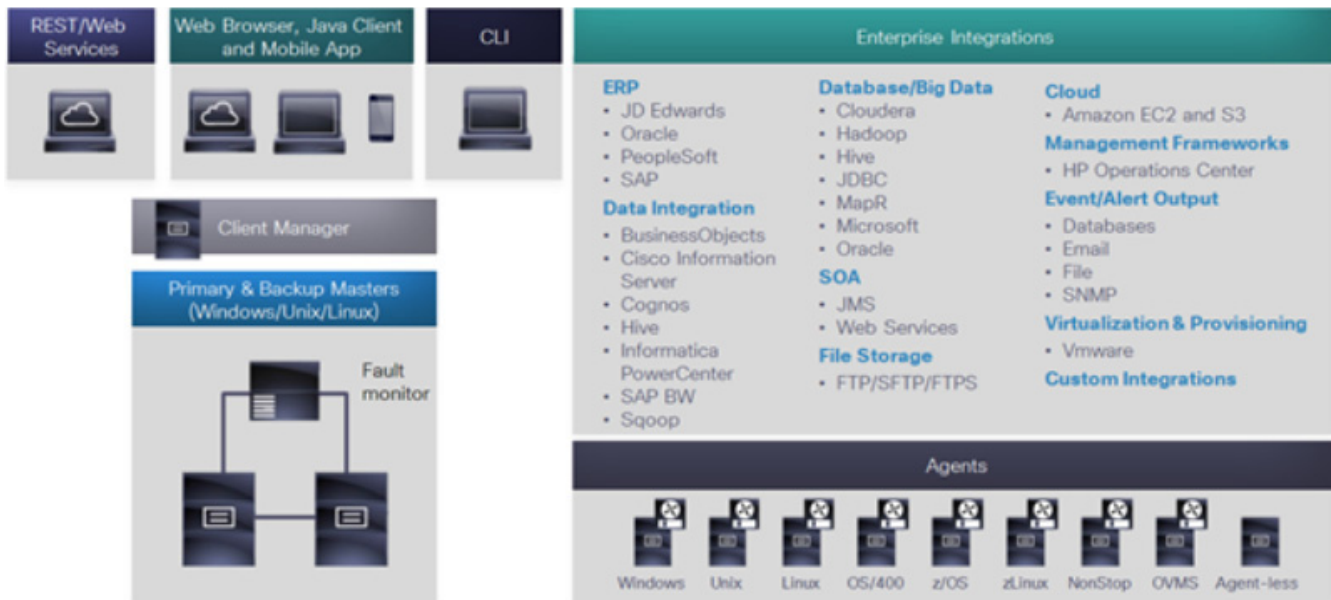 REST/Web
Services
Web Browser, Java Client
and Mobile App
CLI
Client Manager
Primary & Backup Masters
(Windows/Unix/Linux)
Fault
monitor
Enterprise Integrations
ERP
• JD Edwards
• Oracle
• PeopleSoft
• SAP
Data Integration
• BusinessObjects
• Cisco Information
Server
• Cognos
• Hive
• Informatica
PowerCenter
• SAP BW
• Sqoop
Database/Big Data
• Cloudera
• Hadoop
• Hive
• JDBC
• MapR
• Microsoft
• Oracle
SOA
• JMS
• Web Services
File Storage
• FTP/SFTP/FTPS
Cloud
• Amazon EC2 and S3
Management Frameworks
• HP Operations Center
Event/Alert Output
• Databases
• Email
• File
• SNMP
Virtualization & Provisioning
• Vmware
Custom Integrations
Agents
Windows Unix Linux OS/400 z/OS zLinux NonStop OVMS Agent-less